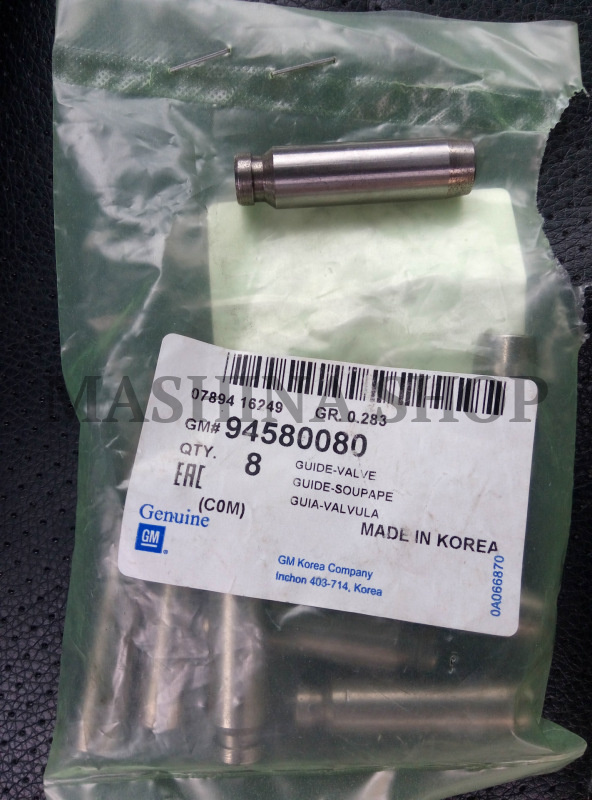 MASHINA SHOP
07894 16249 GR. 0.283
GM# 94580080
QTY. 8
GUIDE-VALVE
GUIDE-SOUPAPE
GUIA-VALVULA
EAC
(C0M)
MADE IN KOREA
Genuine
GM
GM Korea Company
Inchon 403-714, Korea
0A066870